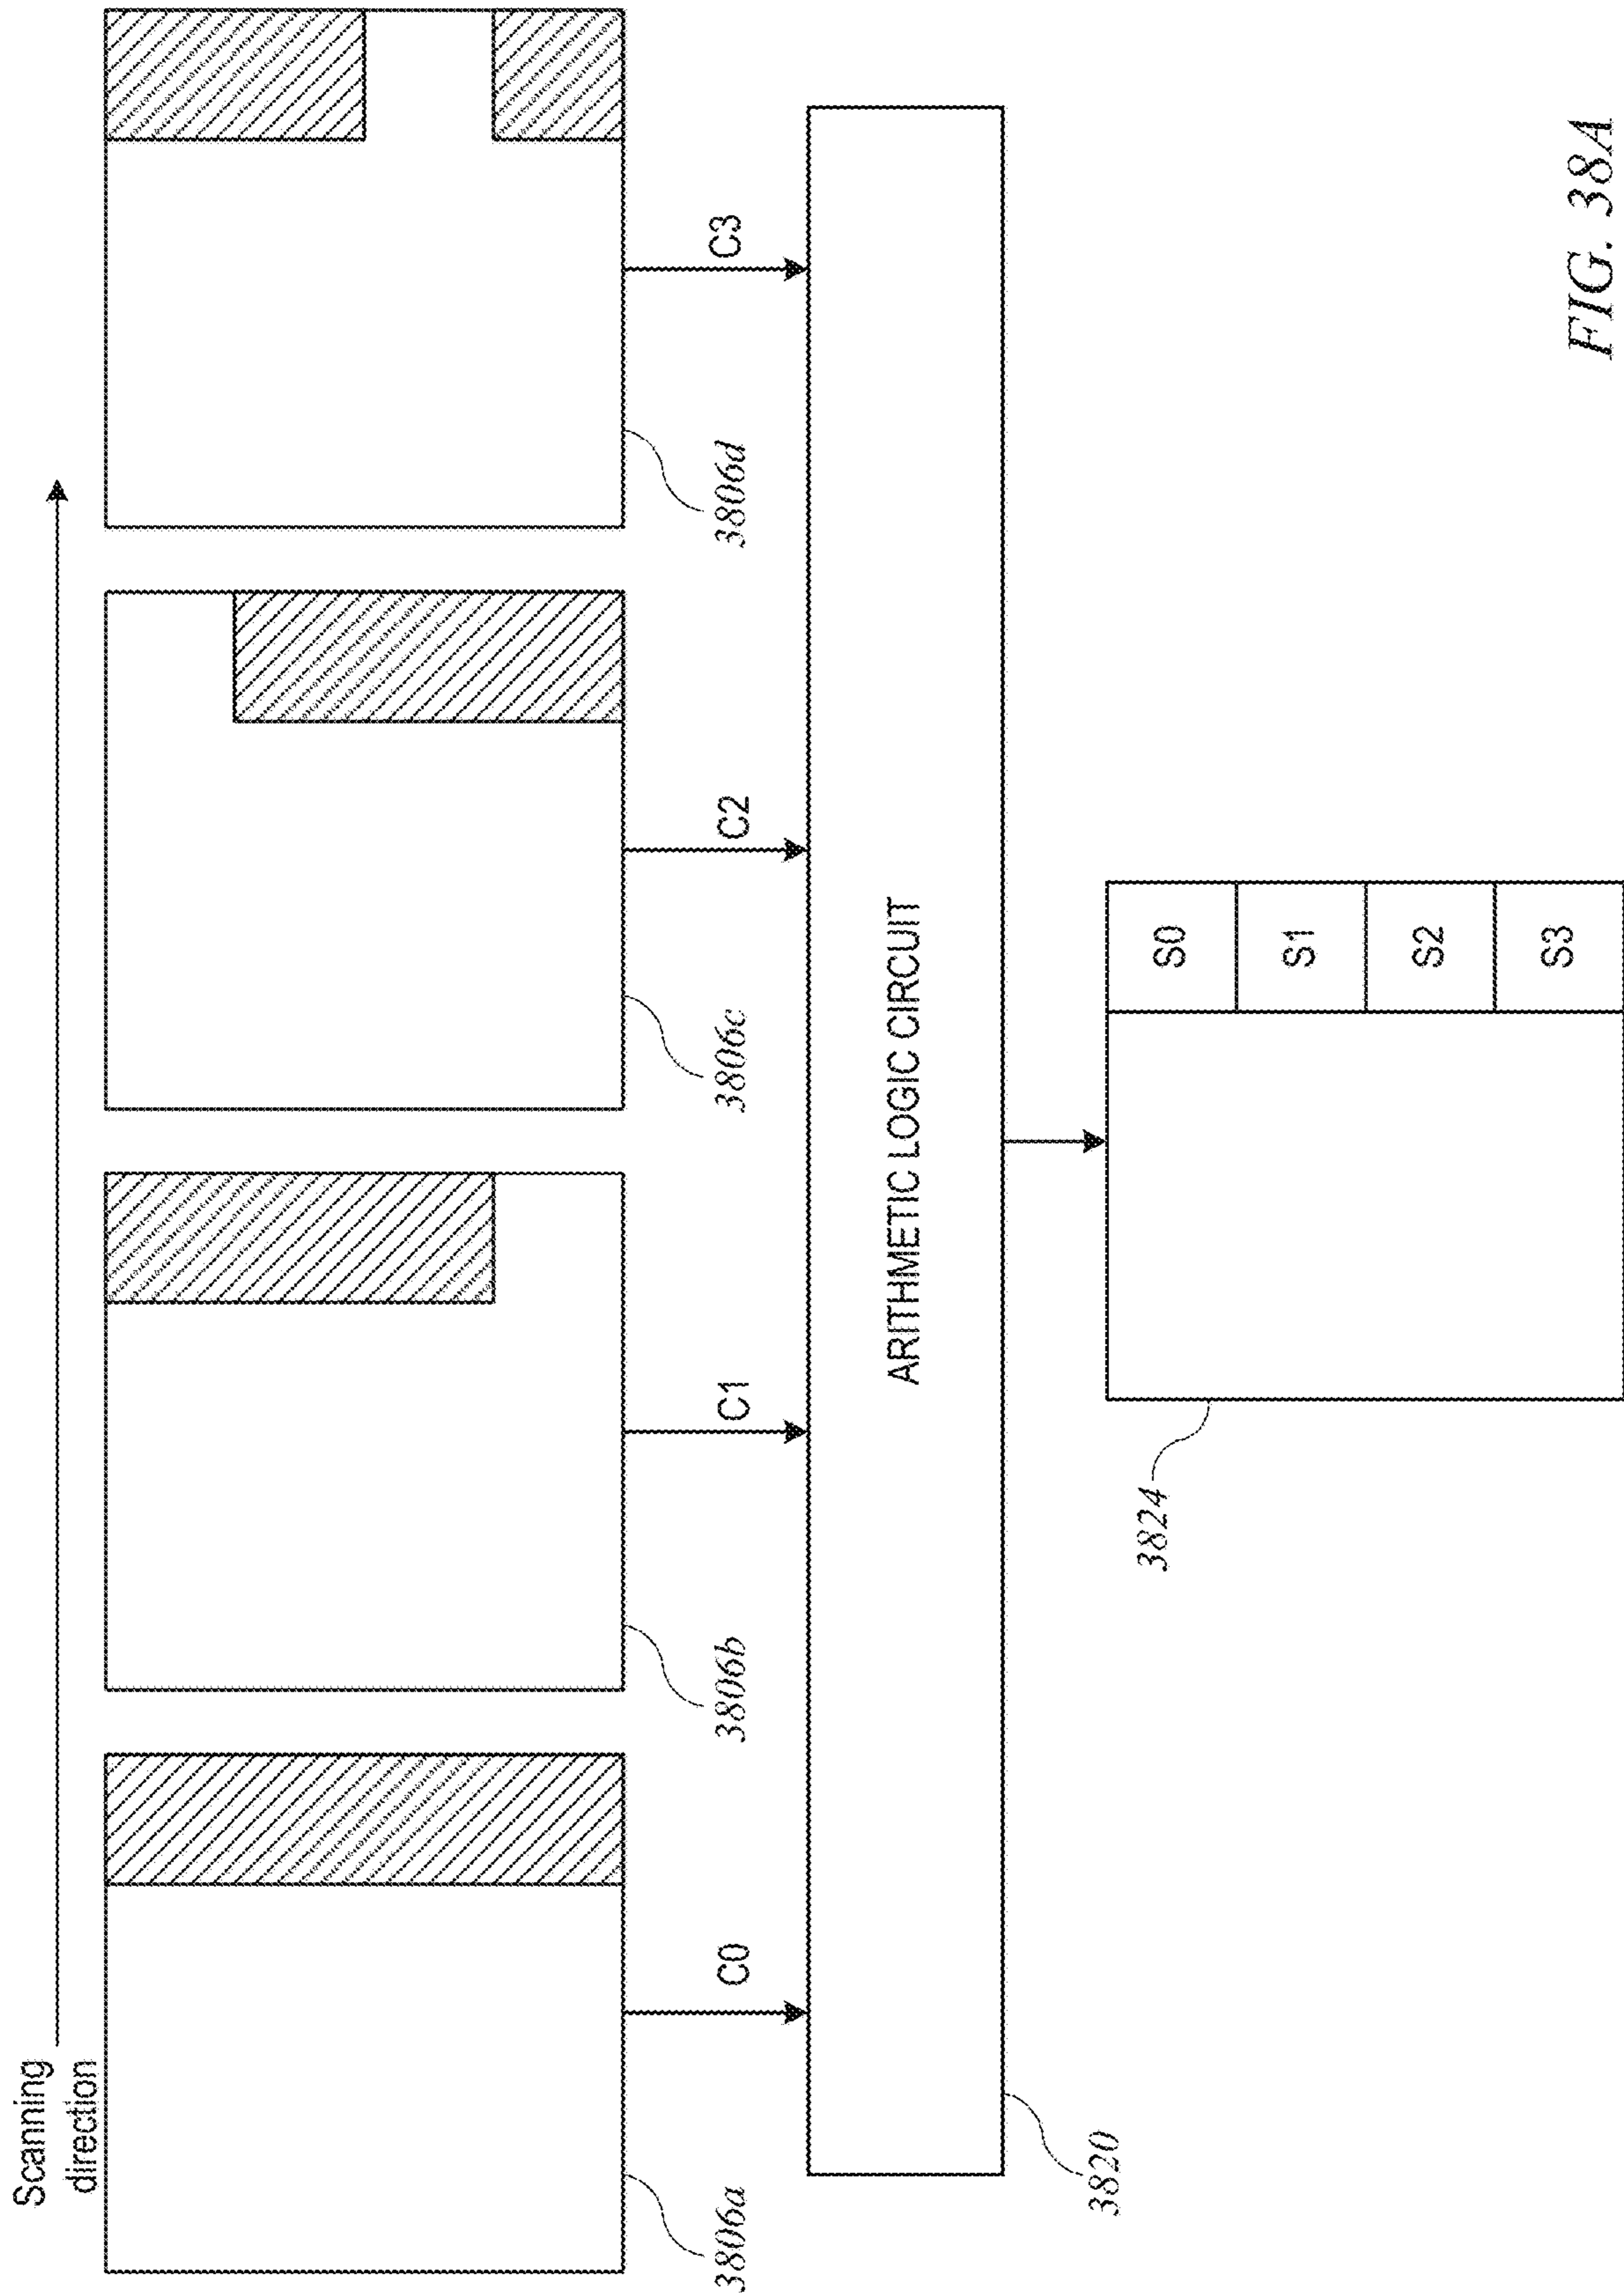 Scanning
direction
3806a
3806b
3806c
3806d
C0
C1
C2
C3
ARITHMETIC LOGIC CIRCUIT
3820
3824
S0
S1
S2
S3
FIG. 38A